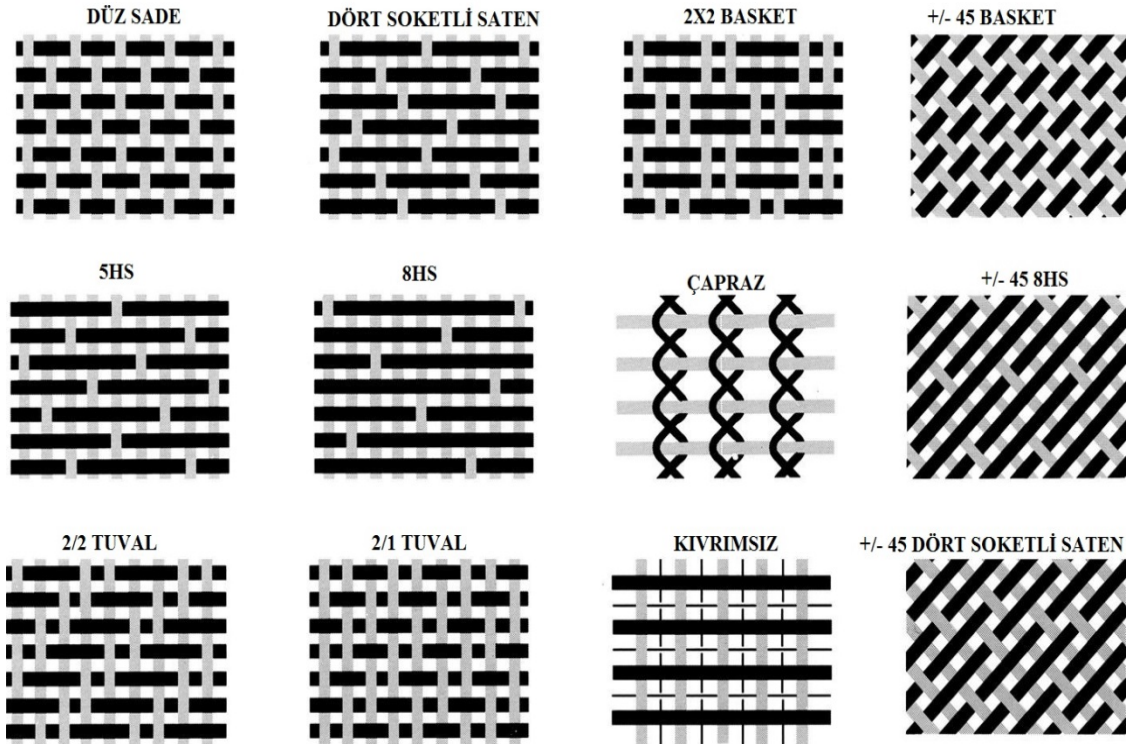 DÜZ SADE
DÖRT SOKETLİ SATEN
2X2 BASKET
+/- 45 BASKET
5HS
8HS
ÇAPRAZ
+/- 45 8HS
2/2 TUVAL
2/1 TUVAL
KIVRIMSIZ
+/- 45 DÖRT SOKETLİ SATEN